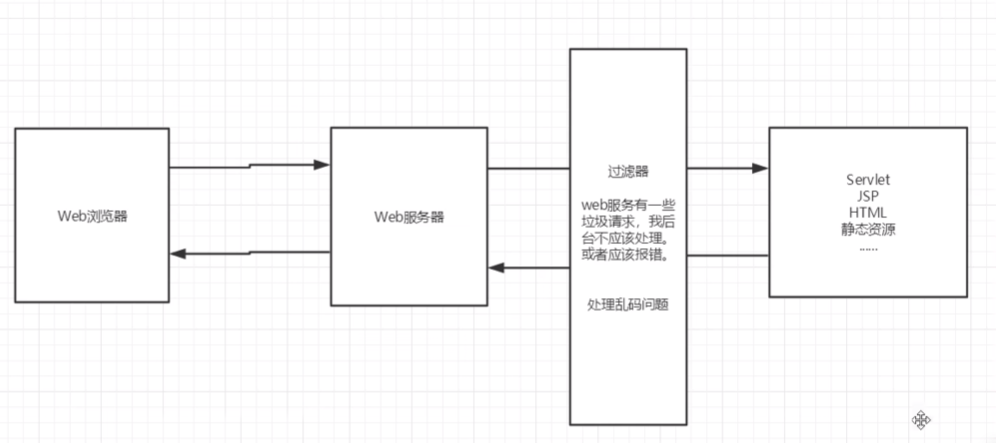 Web浏览器
Web服务器
过滤器
web服务有一些
垃圾请求，我后
台不应该处理。
或者应该报错。
处理乱码问题
Servlet
JSP
HTML
静态资源
......